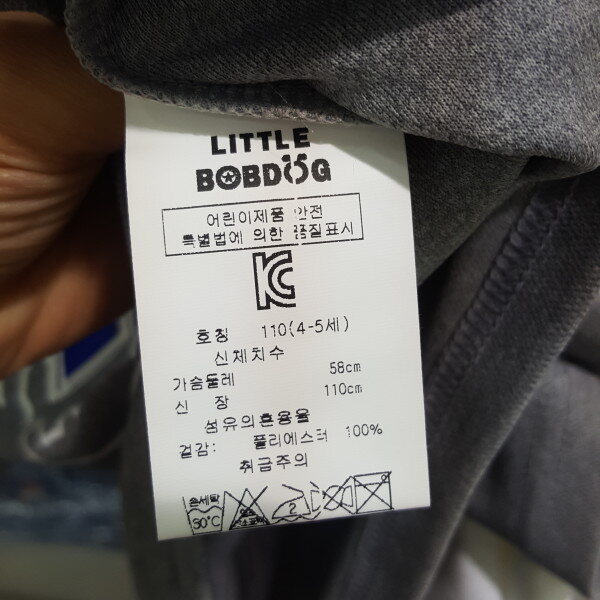 LITTLE
BOBDOG
어린이제품 안전
특별법에 의한 품질표시
KC
호칭 110(4-5세)
신체치수
가슴둘레 58cm
신 장 110cm
섬유의혼용율
겉감: 폴리에스터 100%
취급주의
손세탁
30℃ 2